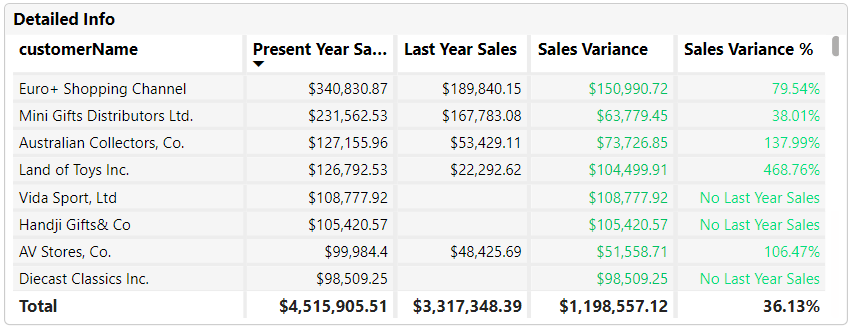 Detailed Info
customerName Present Year Sa... Last Year Sales Sales Variance Sales Variance %
Euro+ Shopping Channel $340,830.87 $189,840.15 $150,990.72 79.54%
Mini Gifts Distributors Ltd. $231,562.53 $167,783.08 $63,779.45 38.01%
Australian Collectors, Co. $127,155.96 $53,429.11 $73,726.85 137.99%
Land of Toys Inc. $126,792.53 $22,292.62 $104,499.91 468.76%
Vida Sport, Ltd $108,777.92 $108,777.92 No Last Year Sales
Handji Gifts& Co $105,420.57 $105,420.57 No Last Year Sales
AV Stores, Co. $99,984.4 $48,425.69 $51,558.71 106.47%
Diecast Classics Inc. $98,509.25 $98,509.25 No Last Year Sales
Total $4,515,905.51 $3,317,348.39 $1,198,557.12 36.13%